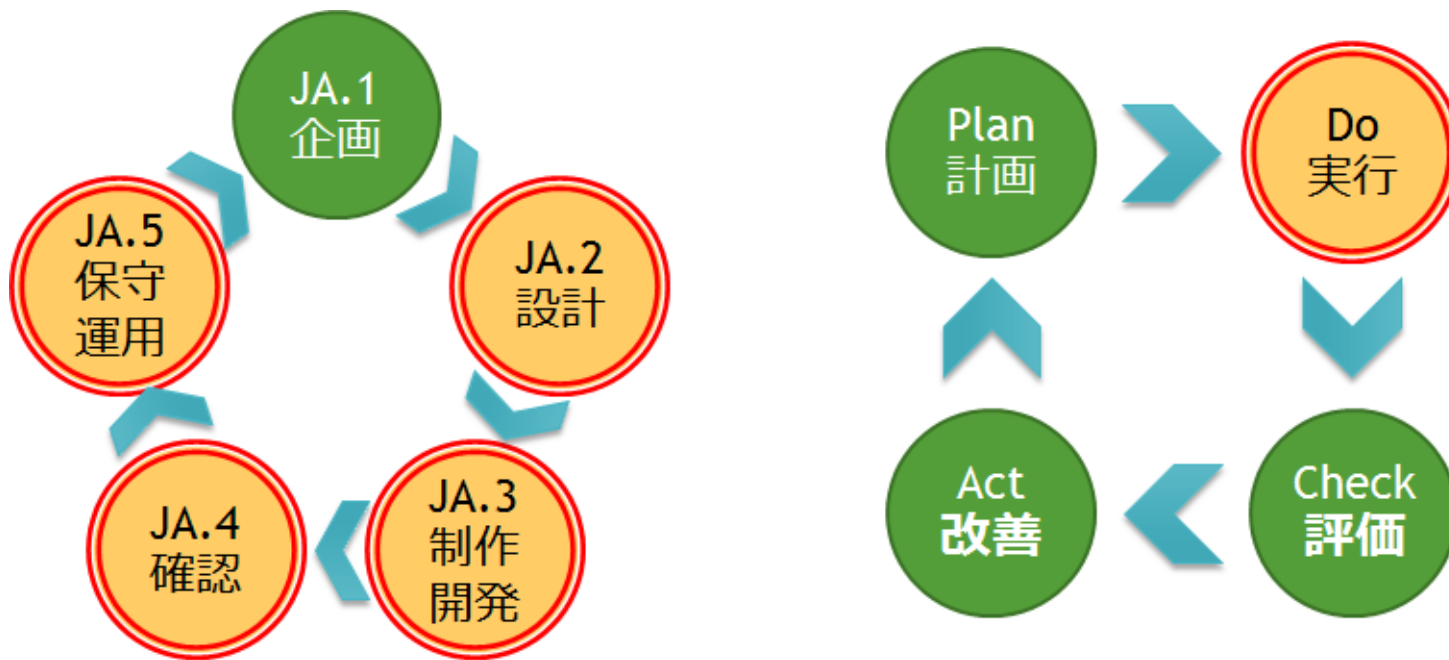 JA.1
企画
JA.2
設計
JA.3
制作
開発
JA.4
確認
JA.5
保守
運用
Plan
計画
Do
実行
Check
評価
Act
改善